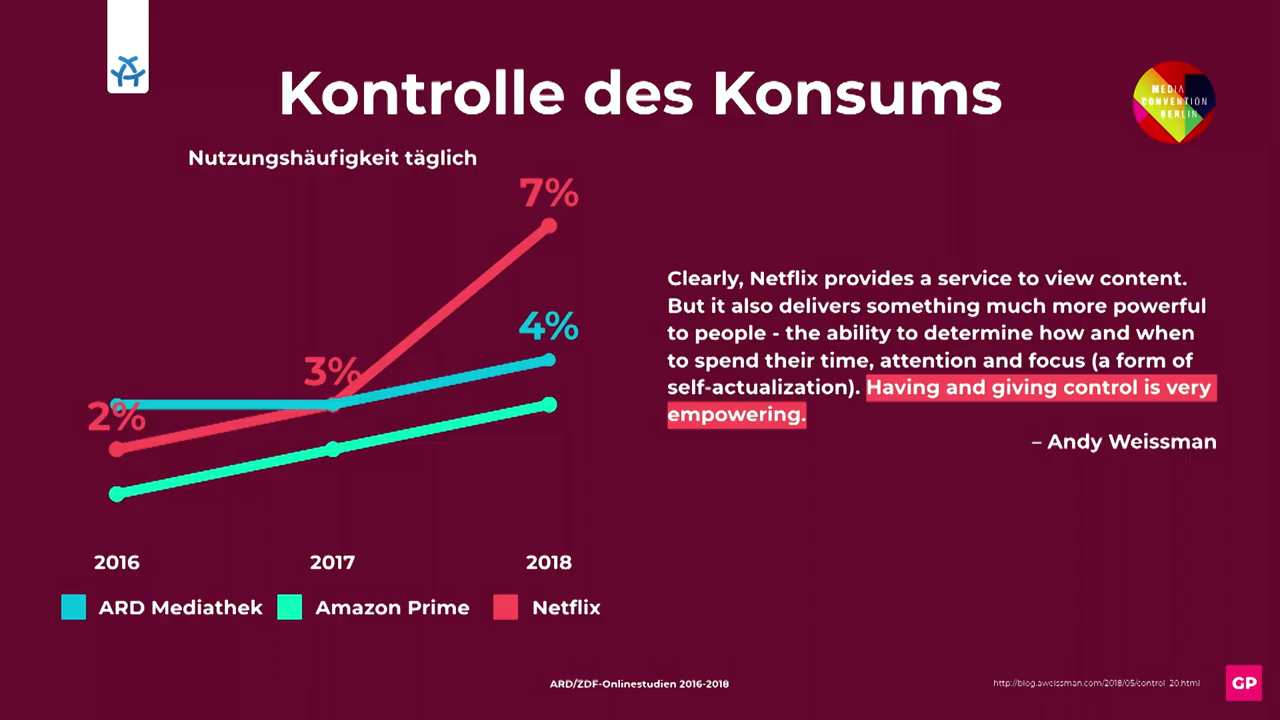 Kontrolle des Konsums
MEDIA
CONVENTION
BERLIN
Nutzungshäufigkeit täglich
7%
4%
3%
2%
2016
2017
2018
ARD Mediathek
Amazon Prime
Netflix
Clearly, Netflix provides a service to view content.
But it also delivers something much more powerful
to people - the ability to determine how and when
to spend their time, attention and focus (a form of
self-actualization). Having and giving control is very
empowering.
– Andy Weissman
ARD/ZDF-Onlinestudien 2016-2018
http://blog.aweissman.com/2018/05/control_20.html
GP